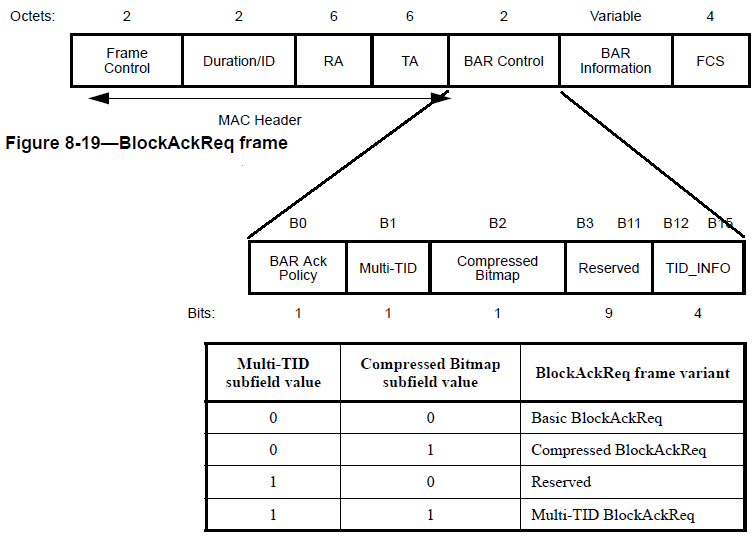 Octets: 2 2 6 6 2 Variable 4
Frame Control Duration/ID RA TA BAR Control BAR Information FCS
MAC Header
Figure 8-19—BlockAckReq frame
B0 B1 B2 B3 B11 B12 B15
BAR Ack Policy Multi-TID Compressed Bitmap Reserved TID_INFO
Bits: 1 1 1 9 4
Multi-TID subfield value Compressed Bitmap subfield value BlockAckReq frame variant
0 0 Basic BlockAckReq
0 1 Compressed BlockAckReq
1 0 Reserved
1 1 Multi-TID BlockAckReq